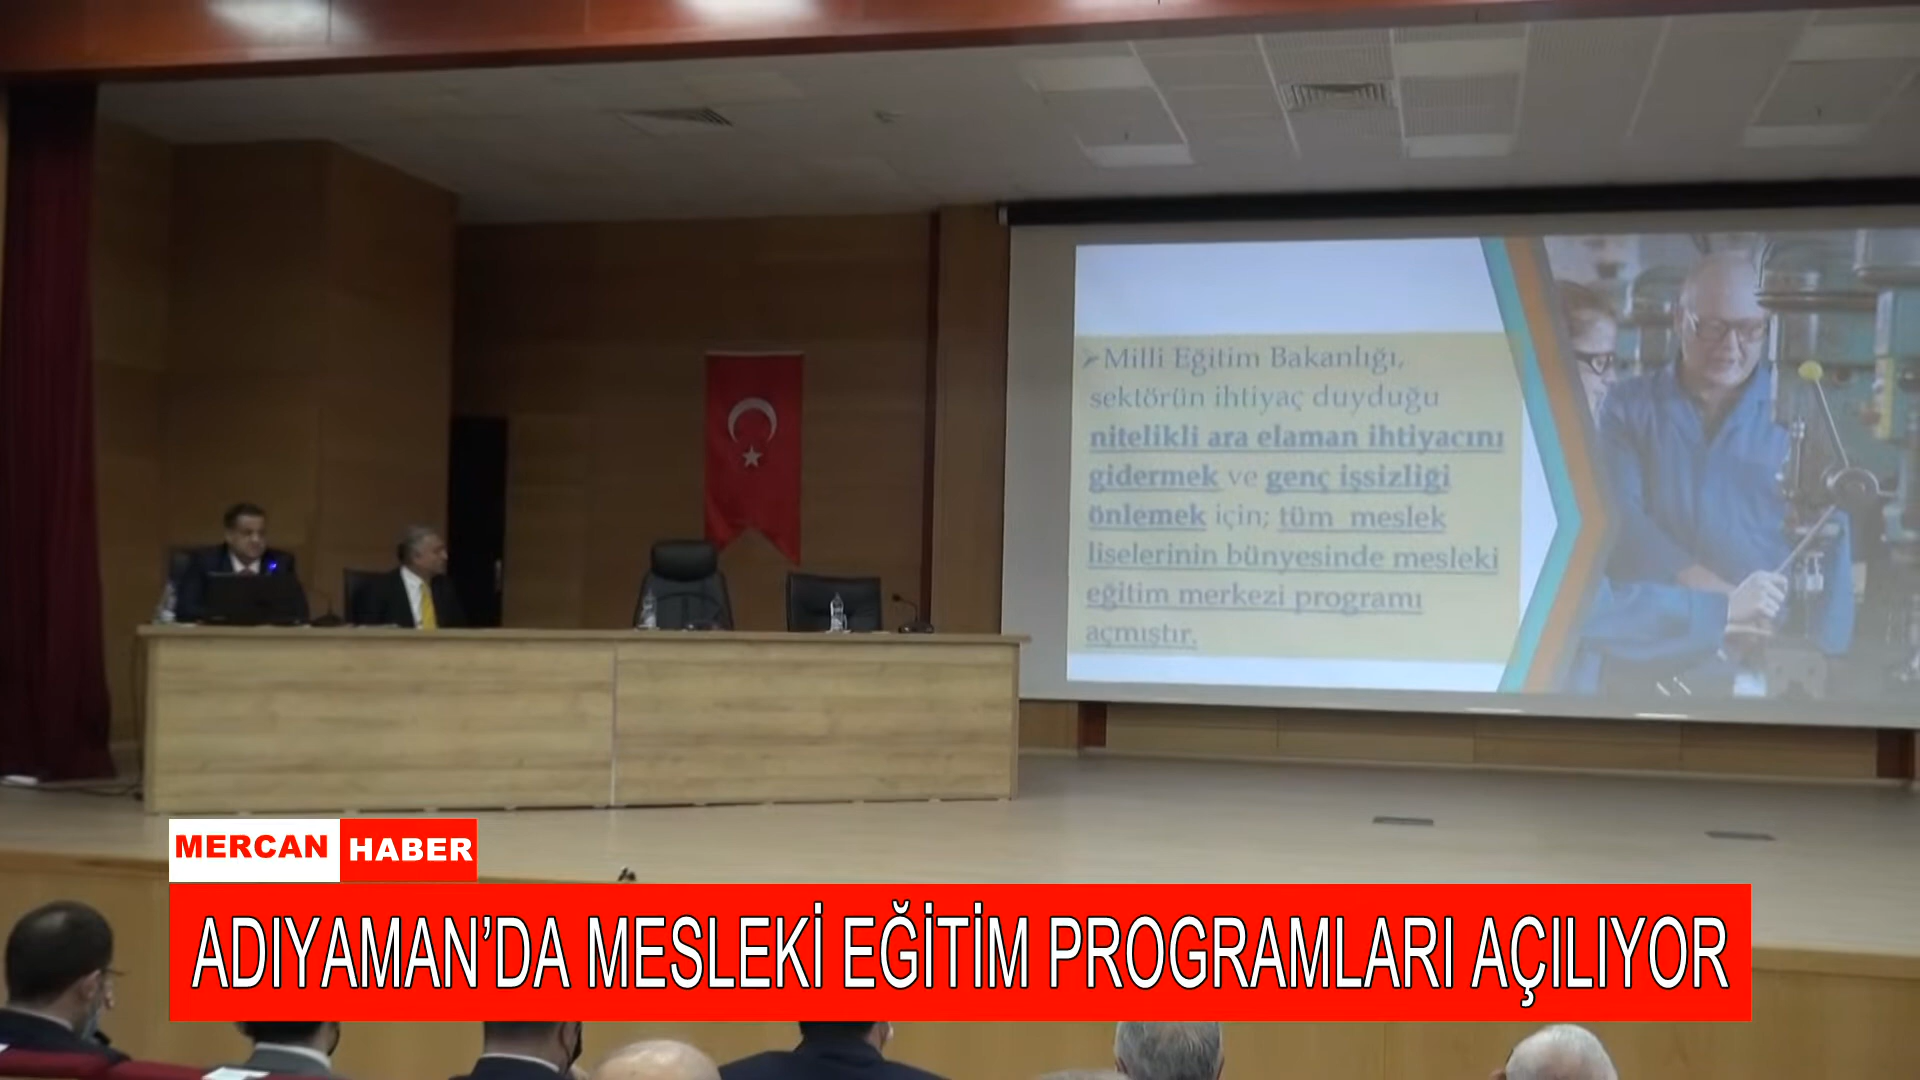 ➢Milli Eğitim Bakanlığı,
sektörün ihtiyaç duyduğu
nitelikli ara elaman ihtiyacını
gidermek ve genç işsizliği
önlemek için; tüm meslek
liselerinin bünyesinde mesleki
eğitim merkezi programı
açmıştır.
MERCAN HABER
ADIYAMAN’DA MESLEKİ EĞİTİM PROGRAMLARI AÇILIYOR